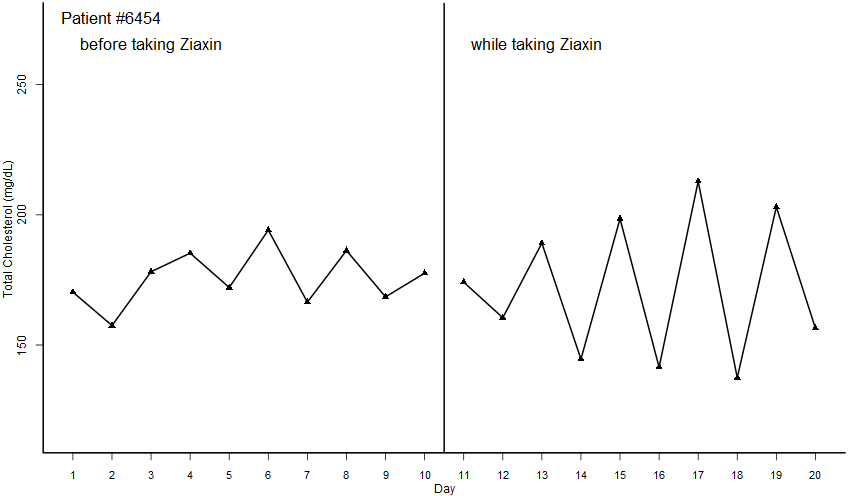 Patient #6454
before taking Ziaxin
while taking Ziaxin
Total Cholesterol (mg/dL)
250
200
150
1 2 3 4 5 6 7 8 9 10 11 12 13 14 15 16 17 18 19 20
Day